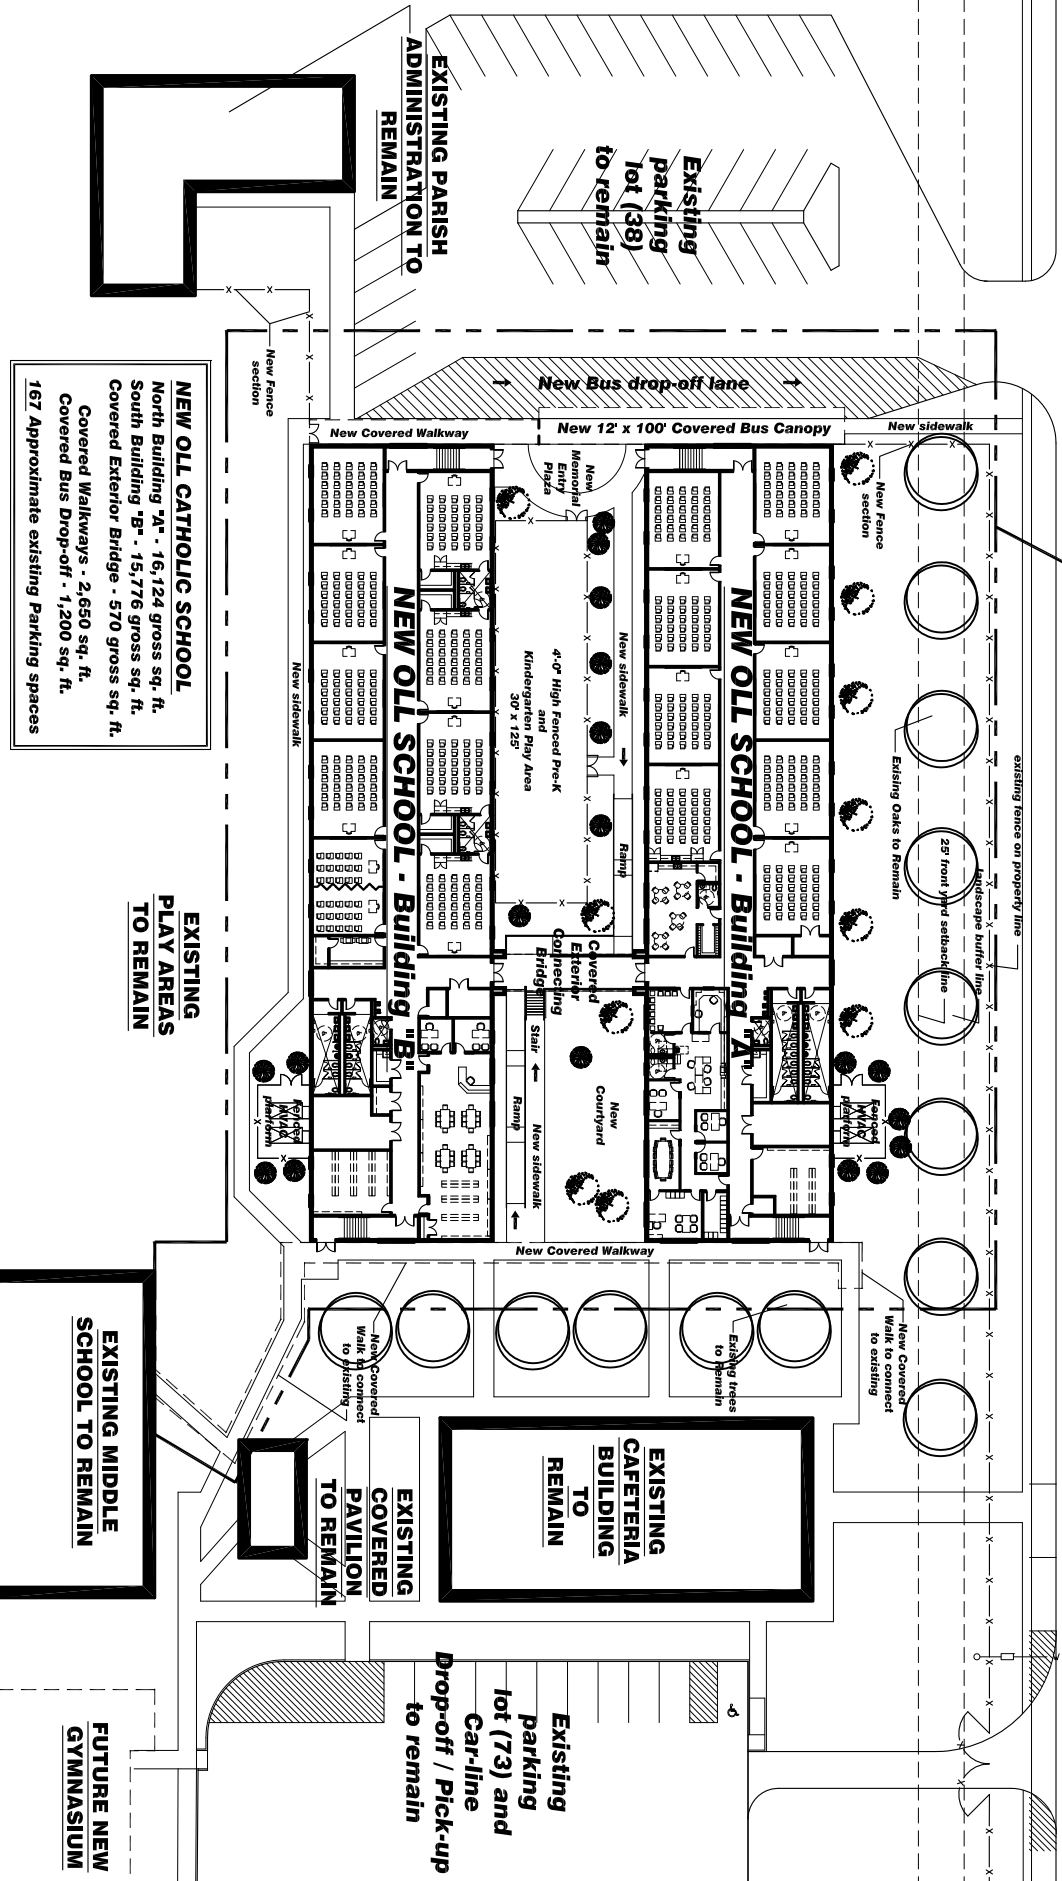 EXISTING PARISH
ADMINISTRATION TO
REMAIN
Existing
parking
lot (38)
to remain
New Fence
section
New Bus drop-off lane
New Covered Walkway
New 12' x 100' Covered Bus Canopy
New sidewalk
New Fence
section
New
Memorial
Entry
Plaza
NEW OLL CATHOLIC SCHOOL
North Building "A" - 16,124 gross sq. ft.
South Building "B" - 15,776 gross sq. ft.
Covered Exterior Bridge - 570 gross sq. ft.
Covered Walkways - 2,650 sq. ft.
Covered Bus Drop-off - 1,200 sq. ft.
167 Approximate existing Parking spaces
NEW OLL SCHOOL - Building "A"
NEW OLL SCHOOL - Building "B"
New sidewalk
New sidewalk
4'-0" High Fenced Pre-K
and
Kindergarten Play Area
30' x 125'
Ramp
Exising Oaks to Remain
existing fence on property line
landscape buffer line
25' front yard setback line
EXISTING
PLAY AREAS
TO REMAIN
Covered
Exterior
Connecting
Bridge
Stair
Ramp
New sidewalk
New
Courtyard
Fenced
HVAC
platform
Fenced
HVAC
platform
New Covered Walkway
New Covered
Walk to connect
to existing
Existing trees
to Remain
New Covered
Walk to connect
to existing
EXISTING MIDDLE
SCHOOL TO REMAIN
EXISTING
COVERED
PAVILION
TO REMAIN
EXISTING
CAFETERIA
BUILDING
TO
REMAIN
Existing
parking
lot (73) and
Car-line
Drop-off / Pick-up
to remain
FUTURE NEW
GYMNASIUM